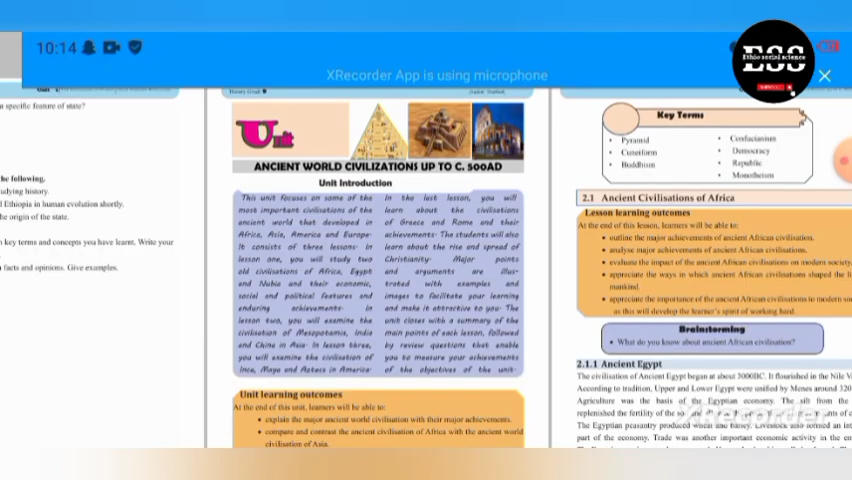 10:14
XRecorder App is using microphone
ESS
Ethio social science
specific feature of state?
he following.
udying history.
d Ethiopia in human evolution shortly.
the origin of the state.
key terms and concepts you have learnt. Write your
facts and opinions. Give examples.
Unit
ANCIENT WORLD CIVILIZATIONS UP TO C. 500AD
Unit Introduction
This unit focuses on some of the
most important civilisations of the
ancient world that developed in
Africa, Asia, America and Europe.
It consists of three lessons. In
lesson one, you will study two
old civilisations of Africa, Egypt
and Nubia and their economic,
social and political features and
enduring achievements. In
lesson two, you will examine the
civilisation of Mesopotamia, India
and China in Asia. In lesson three,
you will examine the civilisation of
Inca, Maya and Aztecs in America.
In the last lesson, you will
learn about the civilisations
of Greece and Rome and their
achievements. The students will also
learn about the rise and spread of
Christianity. Major points
and arguments are illus-
trated with examples and
images to facilitate your learning
and make it attractive to you. The
unit closes with a summary of the
main points of each lesson, followed
by review questions that enable
you to measure your achievements
of the objectives of the unit.
Unit learning outcomes
At the end of this unit, learners will be able to:
• explain the major ancient world civilisation with their major achievements.
• compare and contrast the ancient civilisation of Africa with the ancient world
civilisation of Asia.
Key Terms
• Pyramid
• Cuneiform
• Buddhism
• Confucianism
• Democracy
• Republic
• Monotheism
2.1 Ancient Civilisations of Africa
Lesson learning outcomes
At the end of this lesson, learners will be able to:
• outline the major achievements of ancient African civilisation.
• analyse major achievements of ancient African civilisation.
• evaluate the impact of the ancient African civilisation on modern society.
• appreciate the ways in which ancient African civilisations shaped the li
mankind.
• appreciate the importance of the ancient African civilisations to modern so
as this will develop the learner's spirit of working hard.
Brainstorming
• What do you know about ancient African civilisation?
2.1.1 Ancient Egypt
The civilisation of Ancient Egypt began at about 3000BC. It flourished in the Nile V
According to tradition, Upper and Lower Egypt were unified by Menes around 320
Agriculture was the basis of the Egyptian economy. The silt from the
replenished the fertility of the
The Egyptian peasantry produced wheat and barley. Livestock also formed an int
part of the economy. Trade was another important economic activity in the
XRecorder